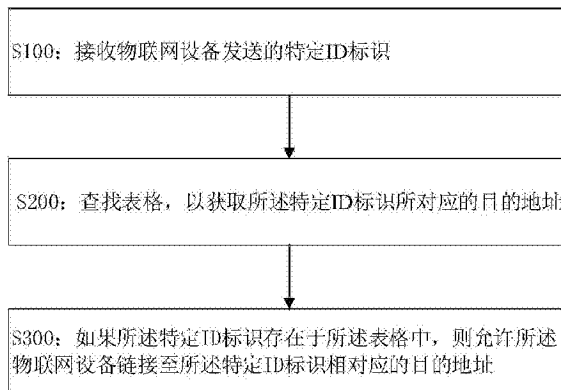 S100：接收物联网设备发送的特定ID标识
S200：查找表格，以获取所述特定ID标识所对应的目的地址
S300：如果所述特定ID标识存在于所述表格中，则允许所述
物联网设备链接至所述特定ID标识相对应的目的地址